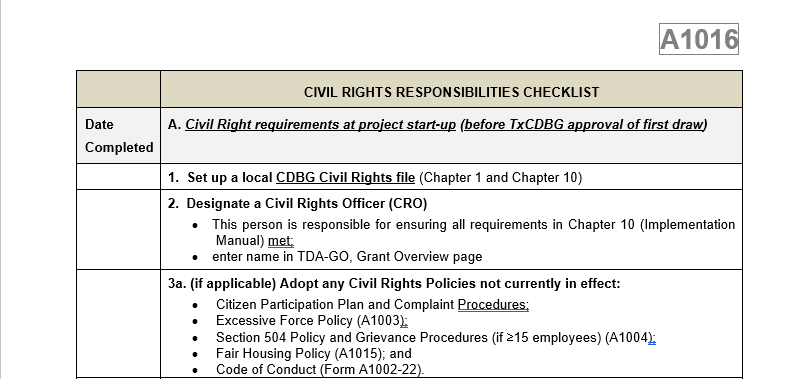 A1016
CIVIL RIGHTS RESPONSIBILITIES CHECKLIST
Date
Completed
A. Civil Right requirements at project start-up (before TxCDBG approval of first draw)
1. Set up a local CDBG Civil Rights file (Chapter 1 and Chapter 10)
2. Designate a Civil Rights Officer (CRO)
• This person is responsible for ensuring all requirements in Chapter 10 (Implementation
Manual) met;
• enter name in TDA-GO, Grant Overview page
3a. (if applicable) Adopt any Civil Rights Policies not currently in effect:
• Citizen Participation Plan and Complaint Procedures;
• Excessive Force Policy (A1003);
• Section 504 Policy and Grievance Procedures (if ≥15 employees) (A1004);
• Fair Housing Policy (A1015); and
• Code of Conduct (Form A1002-22).